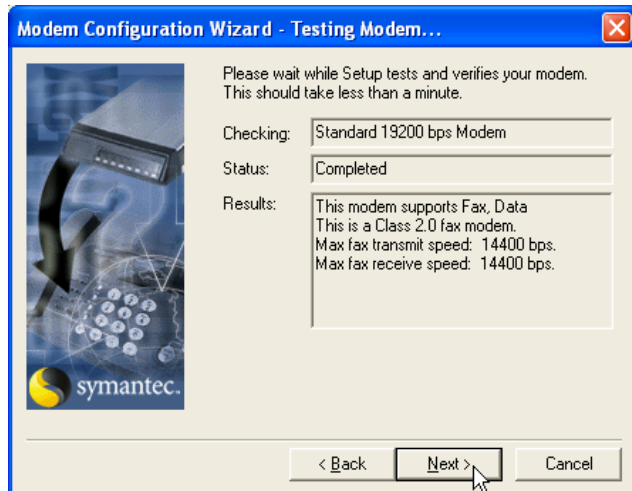 Modem Configuration Wizard - Testing Modem...
Please wait while Setup tests and verifies your modem.
This should take less than a minute.
Checking: Standard 19200 bps Modem
Status: Completed
Results: This modem supports Fax, Data
This is a Class 2.0 fax modem.
Max fax transmit speed: 14400 bps.
Max fax receive speed: 14400 bps.
symantec.
< Back Next > Cancel